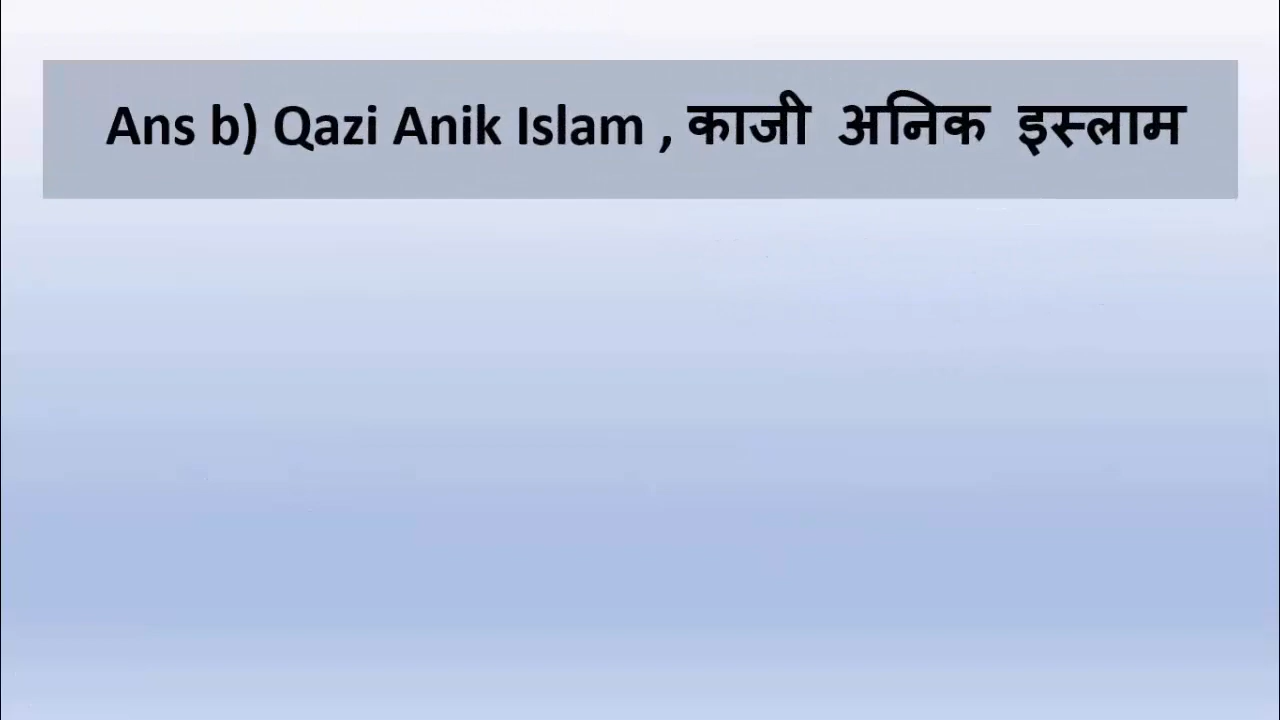 Ans b) Qazi Anik Islam , काजी अनिक इस्लाम